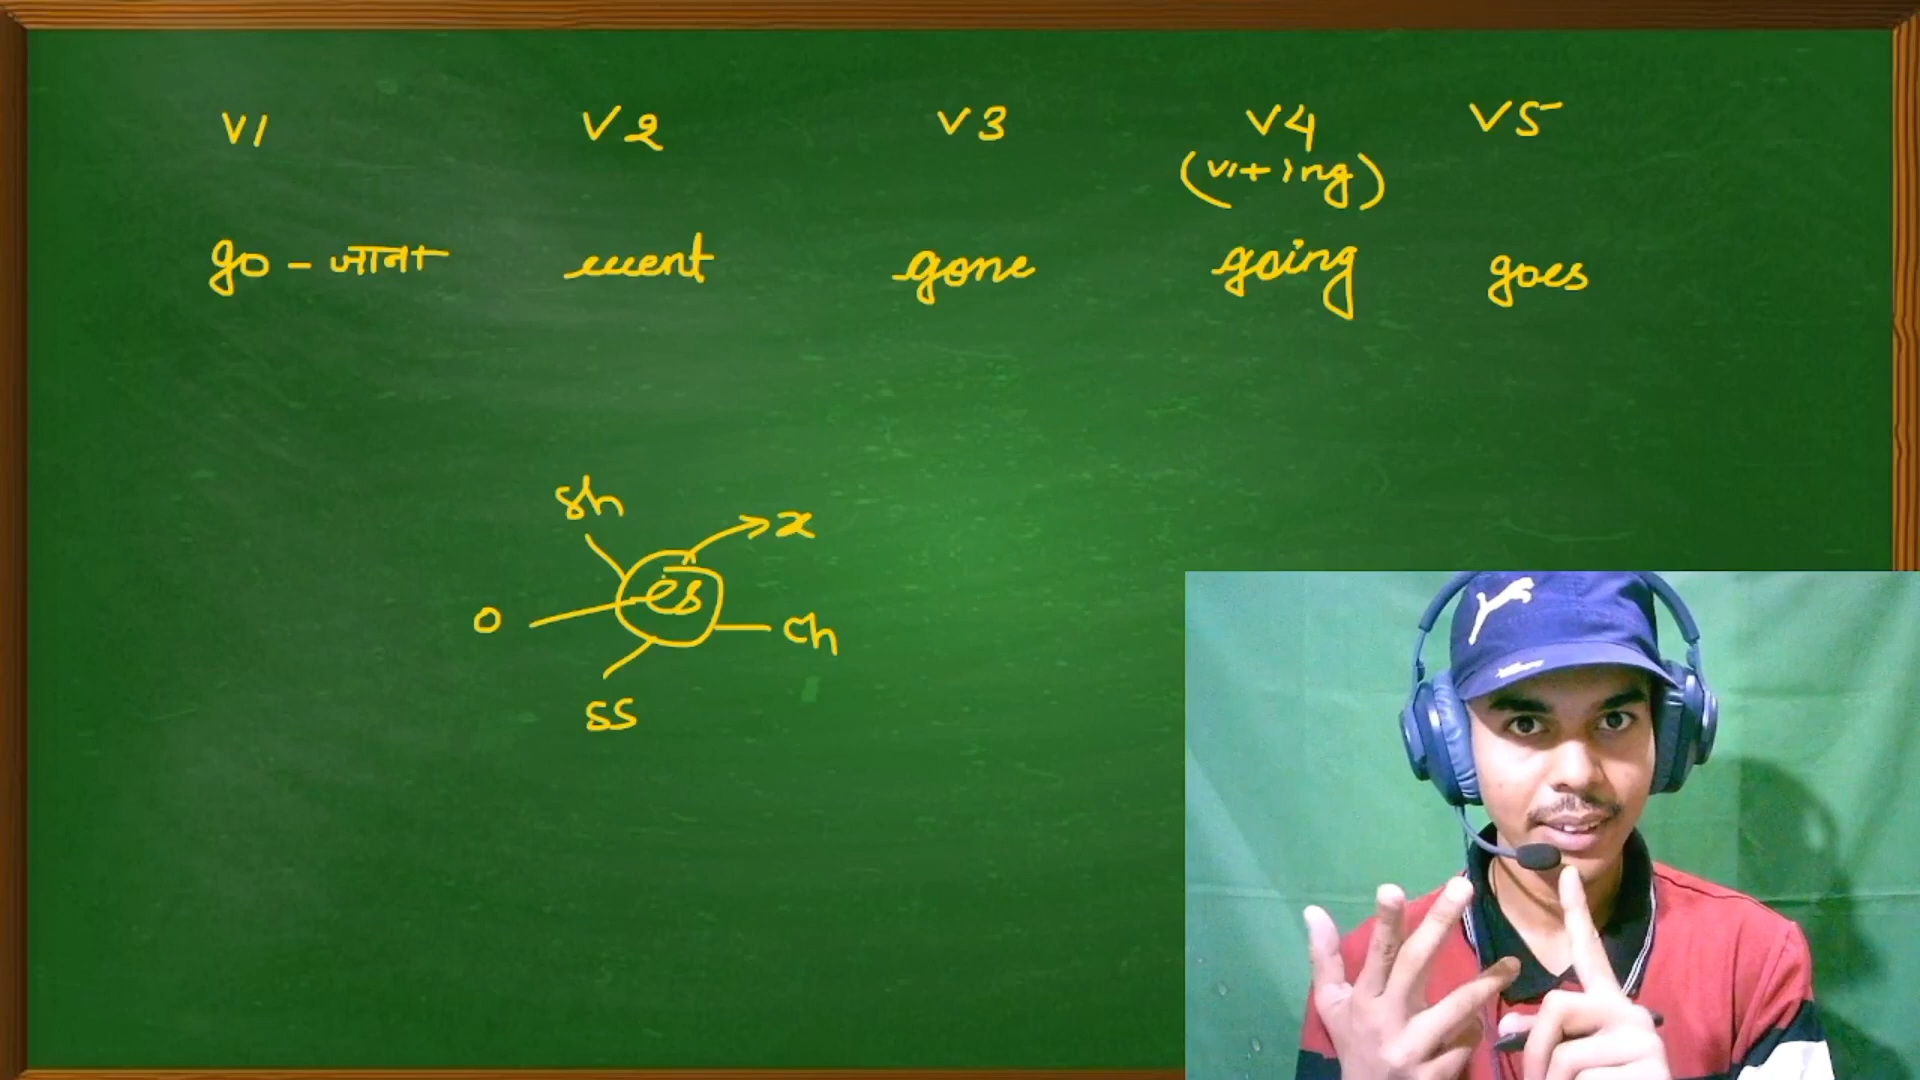 V1 V2 V3 V4 V5
(V1+ing)
go - जाना went gone going goes
sh
x
es
o
ch
ss